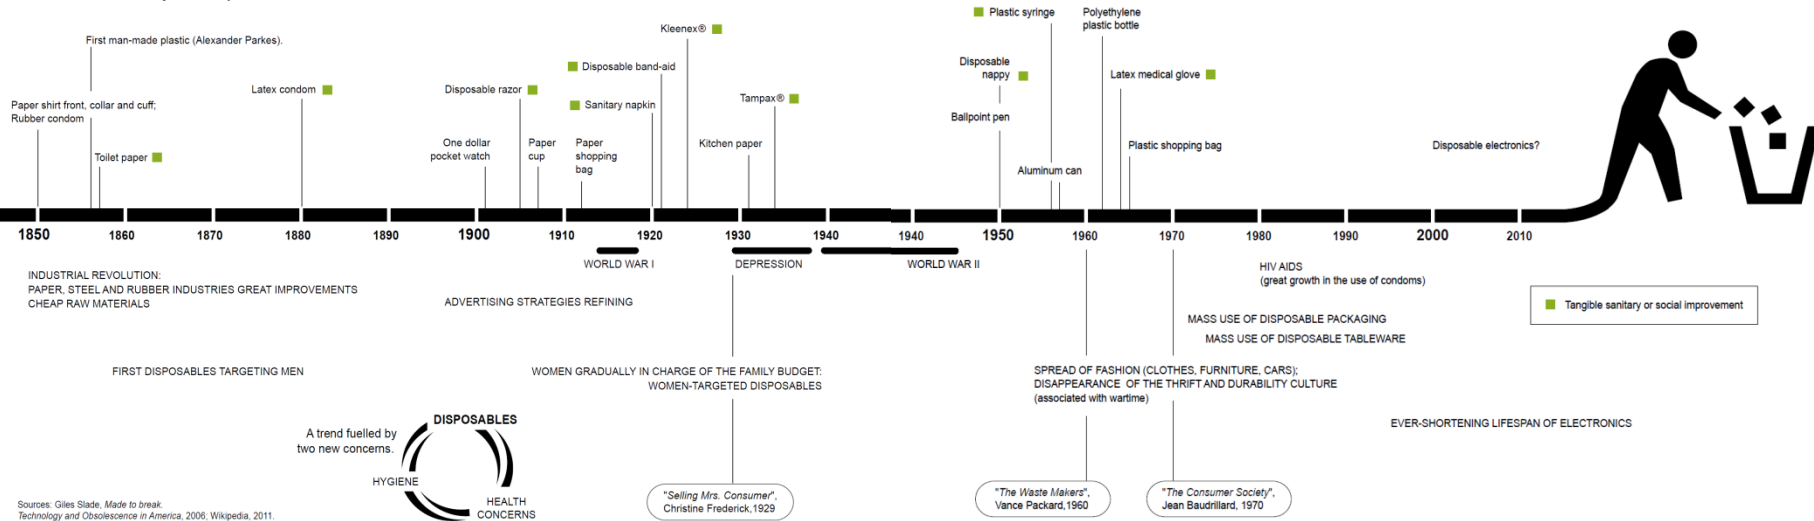 First man-made plastic (Alexander Parkes).
Paper shirt front, collar and cuff;
Rubber condom
Toilet paper
Latex condom
One dollar
pocket watch
Disposable razor
Paper
cup
Paper
shopping
bag
Sanitary napkin
Disposable band-aid
Kleenex®
Kitchen paper
Tampax®
Disposable
nappy
Ballpoint pen
Plastic syringe
Aluminum can
Polyethylene
plastic bottle
Latex medical glove
Plastic shopping bag
Disposable electronics?
1850 1860 1870 1880 1890 1900 1910 1920 1930 1940 1940 1950 1960 1970 1980 1990 2000 2010
WORLD WAR I
DEPRESSION
WORLD WAR II
INDUSTRIAL REVOLUTION:
PAPER, STEEL AND RUBBER INDUSTRIES GREAT IMPROVEMENTS
CHEAP RAW MATERIALS
ADVERTISING STRATEGIES REFINING
HIV AIDS
(great growth in the use of condoms)
Tangible sanitary or social improvement
MASS USE OF DISPOSABLE PACKAGING
MASS USE OF DISPOSABLE TABLEWARE
FIRST DISPOSABLES TARGETING MEN
WOMEN GRADUALLY IN CHARGE OF THE FAMILY BUDGET:
WOMEN-TARGETED DISPOSABLES
SPREAD OF FASHION (CLOTHES, FURNITURE, CARS);
DISAPPEARANCE OF THE THRIFT AND DURABILITY CULTURE
(associated with wartime)
EVER-SHORTENING LIFESPAN OF ELECTRONICS
A trend fuelled by
two new concerns.
DISPOSABLES
HYGIENE
HEALTH
CONCERNS
"Selling Mrs. Consumer",
Christine Frederick,1929
"The Waste Makers",
Vance Packard,1960
"The Consumer Society",
Jean Baudrillard, 1970
Sources: Giles Slade, Made to break.
Technology and Obsolescence in America, 2006; Wikipedia, 2011.